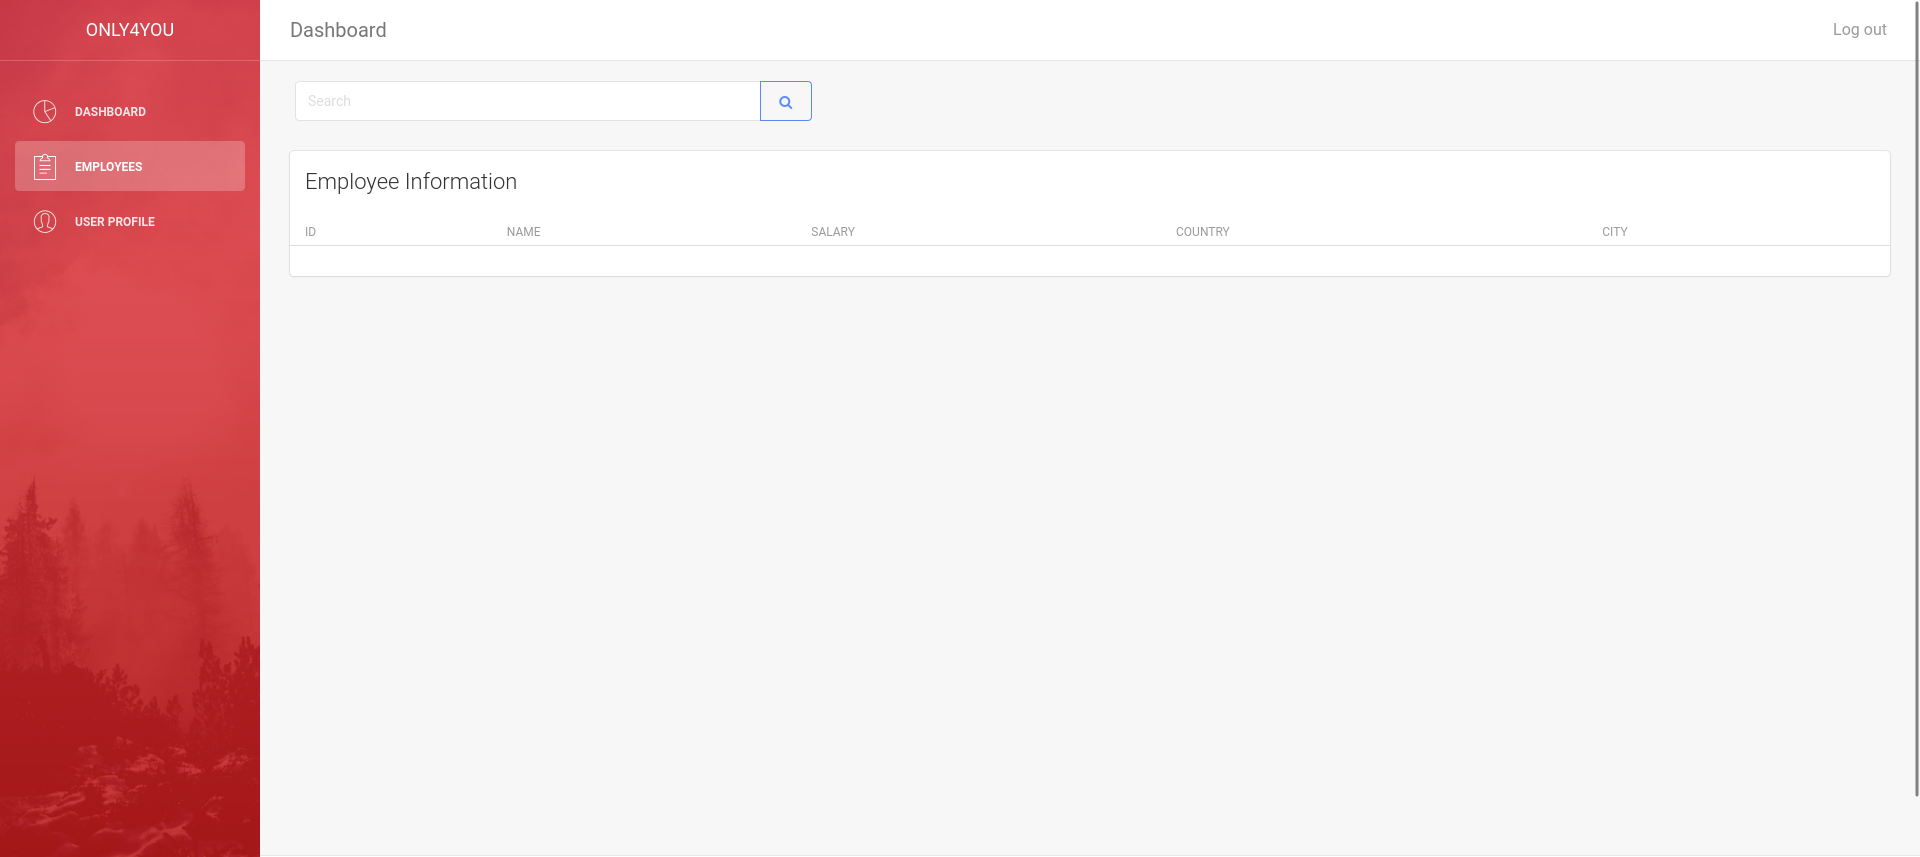 ONLY4YOU
Dashboard
Log out
DASHBOARD
EMPLOYEES
USER PROFILE
Search
Employee Information
ID NAME SALARY COUNTRY CITY